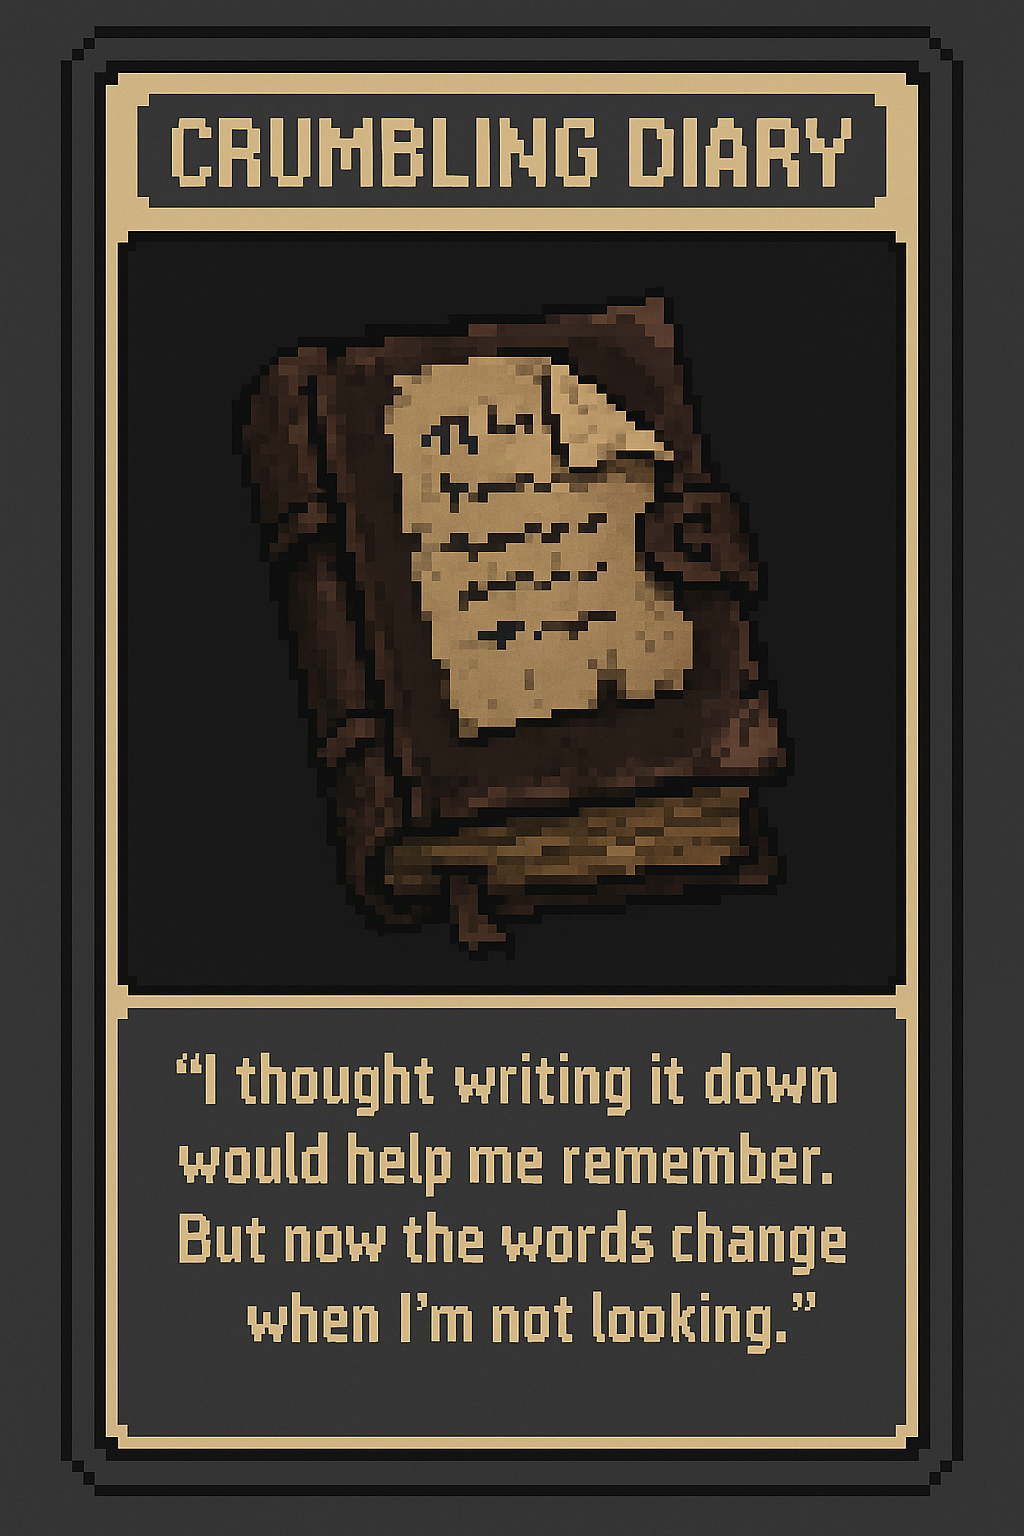 CRUMBLING DIARY
“I thought writing it down
would help me remember.
But now the words change
when I’m not looking.”